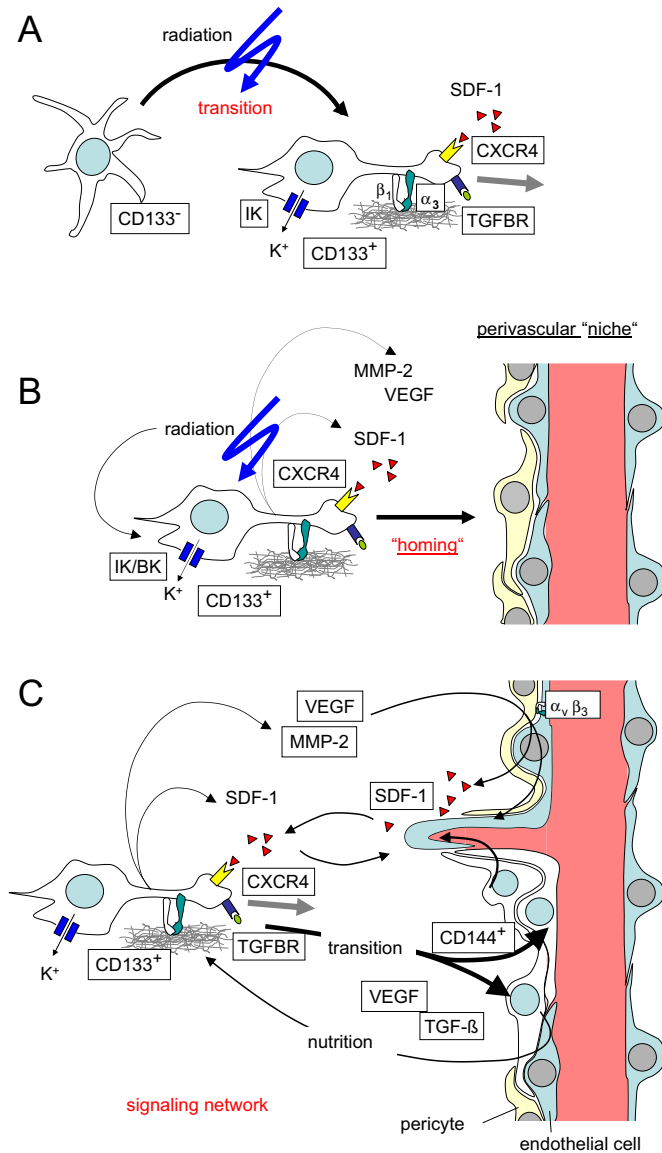 A
radiation
transition
SDF-1
CXCR4
β1
α3
IK
TGFBR
CD133-
K+
CD133+
perivascular “niche“
B
MMP-2
VEGF
radiation
SDF-1
CXCR4
“homing“
IK/BK
K+
CD133+
C
VEGF
αv β3
MMP-2
SDF-1
SDF-1
CXCR4
CD144+
TGFBR
transition
K+
CD133+
VEGF
TGF-ß
nutrition
signaling network
pericyte
endothelial cell